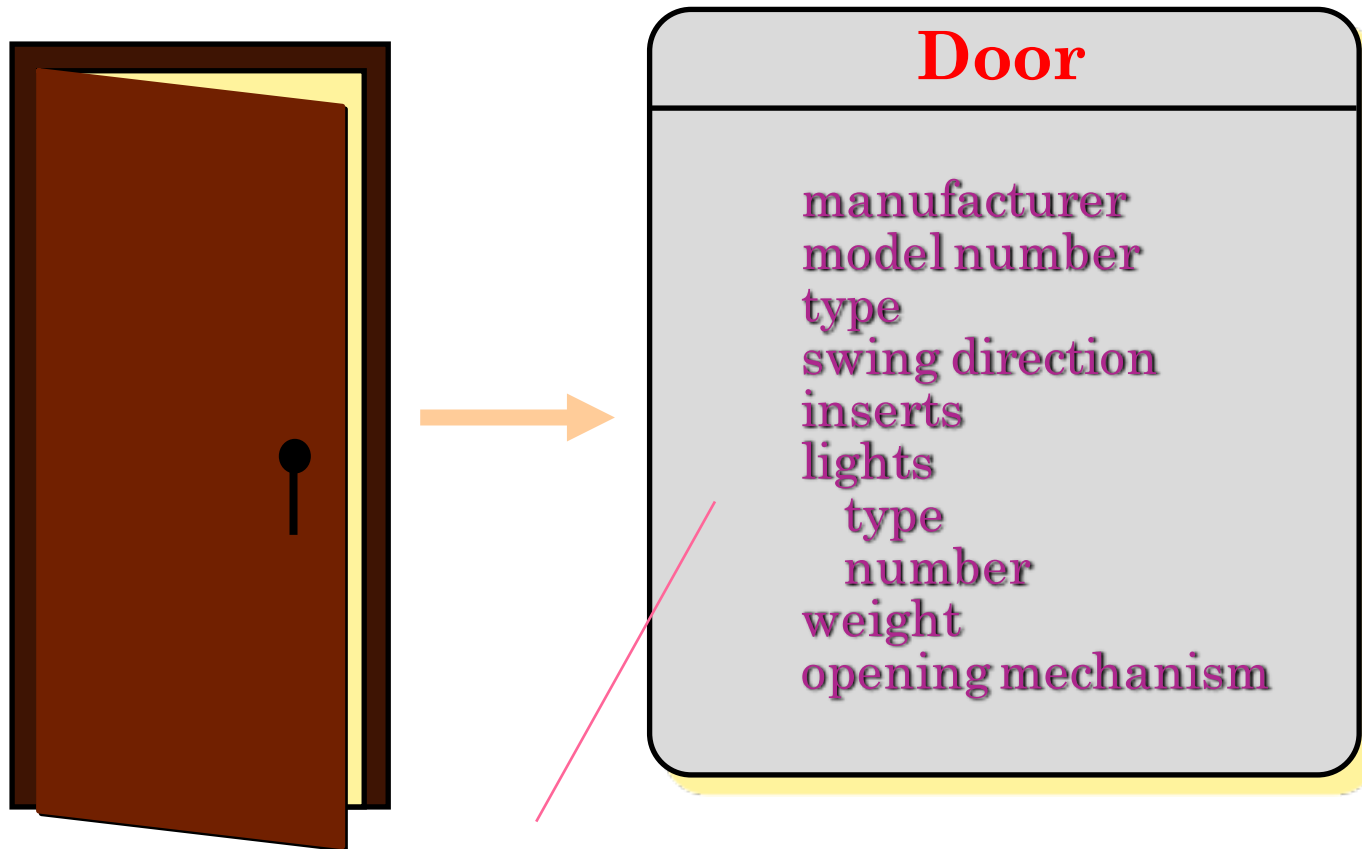 Door
manufacturer
model number
type
swing direction
inserts
lights
type
number
weight
opening mechanism